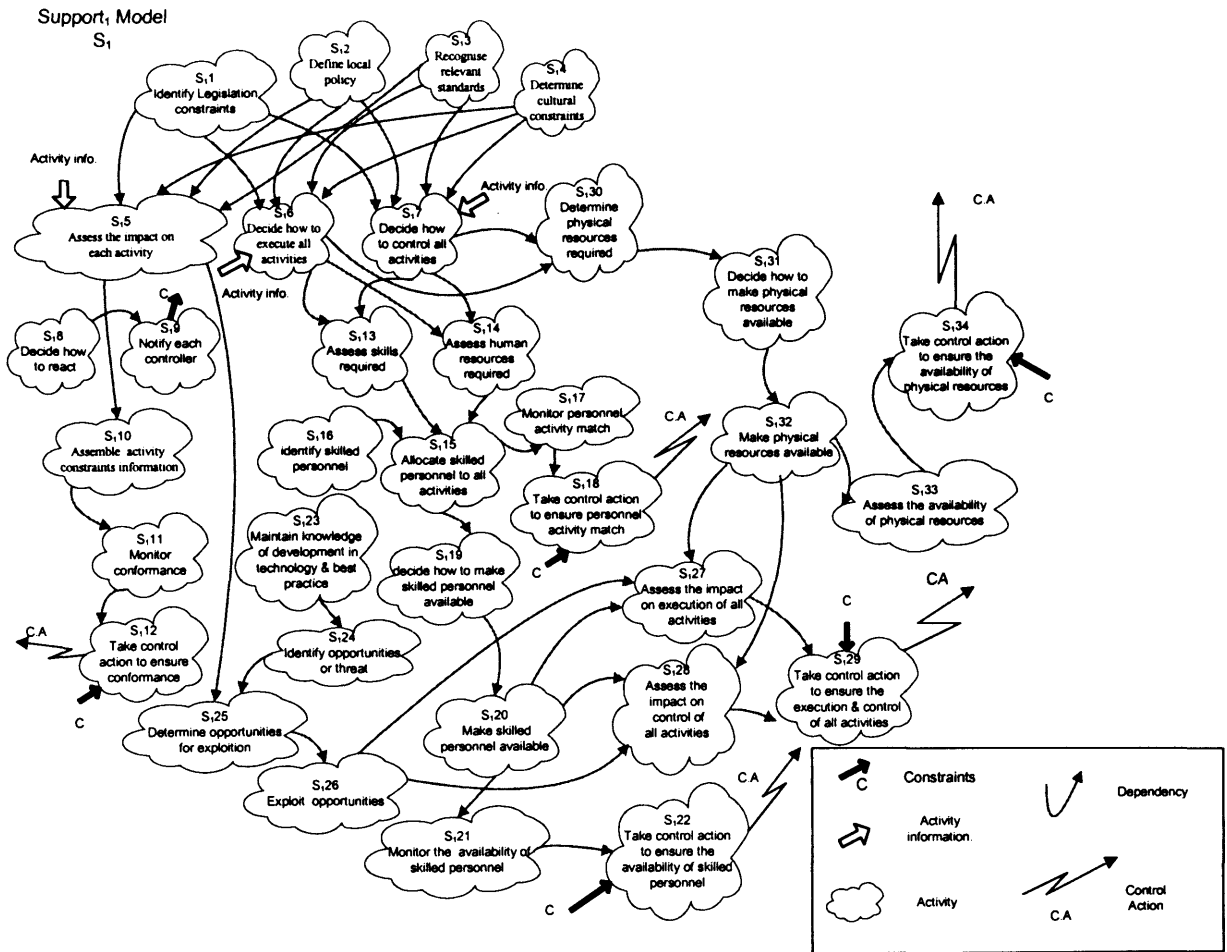 Support₁ Model
S₁
S₁1
Identify Legislation
constraints
S₁2
Define local
policy
S₁3
Recognise
relevant
standards
S₁4
Determine
cultural
constraints
Activity info.
S₁5
Assess the impact on
each activity
S₁6
Decide how to
execute all
activities
Activity info.
S₁7
Decide how
to control all
activities
Activity info.
S₁30
Determine
physical
resources
required
S₁31
Decide how to
make physical
resources
available
C.A
S₁34
Take control action
to ensure the
availability of
physical resources
C
S₁8
Decide how
to react
C
S₁9
Notify each
controller
S₁13
Assess skills
required
S₁14
Assess human
resources
required
S₁10
Assemble activity
constraints information
S₁16
identify skilled
personnel
S₁15
Allocate skilled
personnel to all
activities
S₁17
Monitor personnel
activity match
C.A
S₁18
Take control action
to ensure personnel
activity match
C
S₁32
Make physical
resources available
S₁33
Assess the availability
of physical resources
S₁11
Monitor
conformance
S₁23
Maintain knowledge
of development in
technology & best
practice
S₁19
decide how to make
skilled personnel
available
S₁27
Assess the impact
on execution of all
activities
CA
C
S₁12
Take control
action to ensure
conformance
C.A
C
S₁24
Identify opportunities
or threat
S₁28
Assess the
impact on
control of
all activities
S₁29
Take control action
to ensure the
execution & control
of all activities
S₁25
Determine opportunities
for exploition
S₁20
Make skilled
personnel available
S₁26
Exploit opportunities
S₁21
Monitor the availability of
skilled personnel
S₁22
Take control action
to ensure the
availability of skilled
personnel
C.A
C
C
Constraints
Dependency
Activity
information.
Activity
C.A
Control
Action